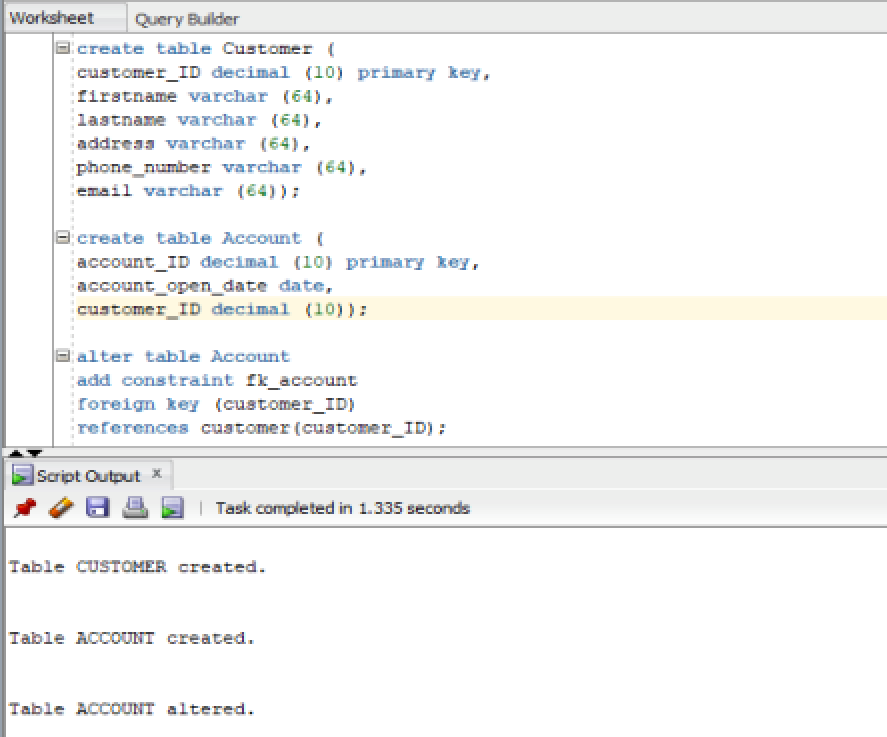 Worksheet Query Builder
create table Customer (
customer_ID decimal (10) primary key,
firstname varchar (64),
lastname varchar (64),
address varchar (64),
phone_number varchar (64),
email varchar (64));
create table Account (
account_ID decimal (10) primary key,
account_open_date date,
customer_ID decimal (10));
alter table Account
add constraint fk_account
foreign key (customer_ID)
references customer(customer_ID);
Script Output x
Task completed in 1.335 seconds
Table CUSTOMER created.
Table ACCOUNT created.
Table ACCOUNT altered.